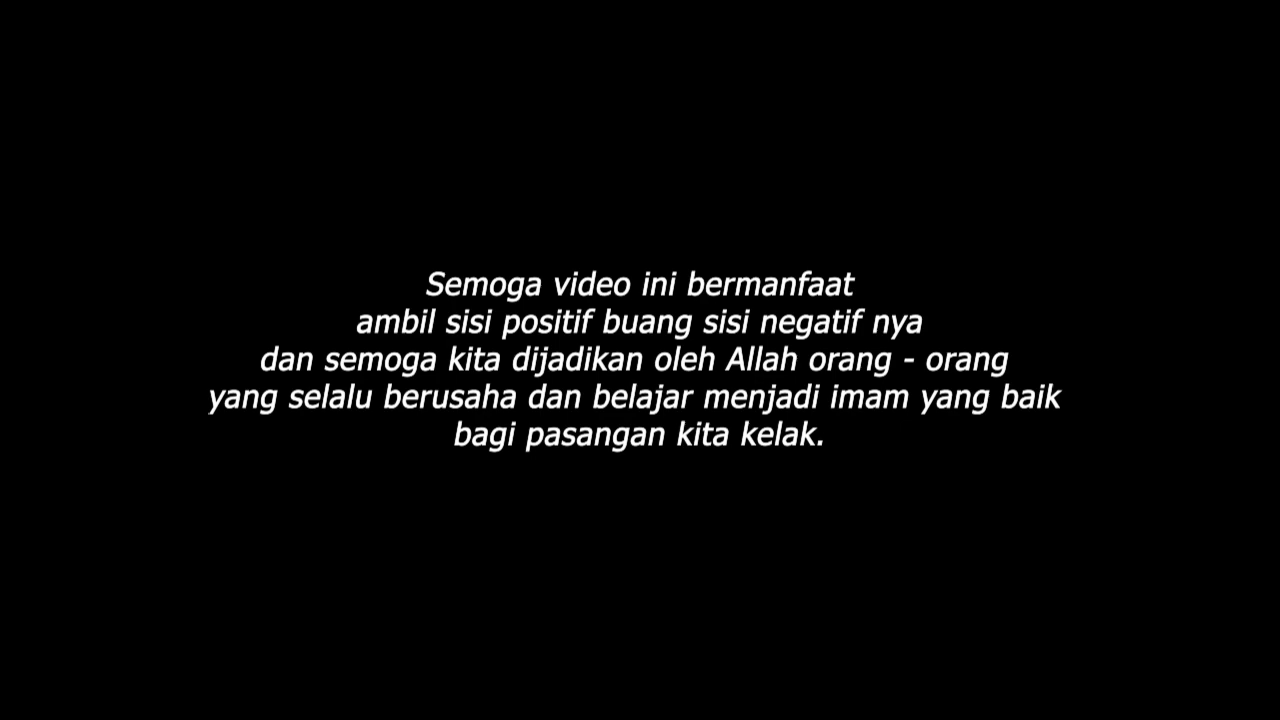 Semoga video ini bermanfaat
ambil sisi positif buang sisi negatif nya
dan semoga kita dijadikan oleh Allah orang - orang
yang selalu berusaha dan belajar menjadi imam yang baik
bagi pasangan kita kelak.